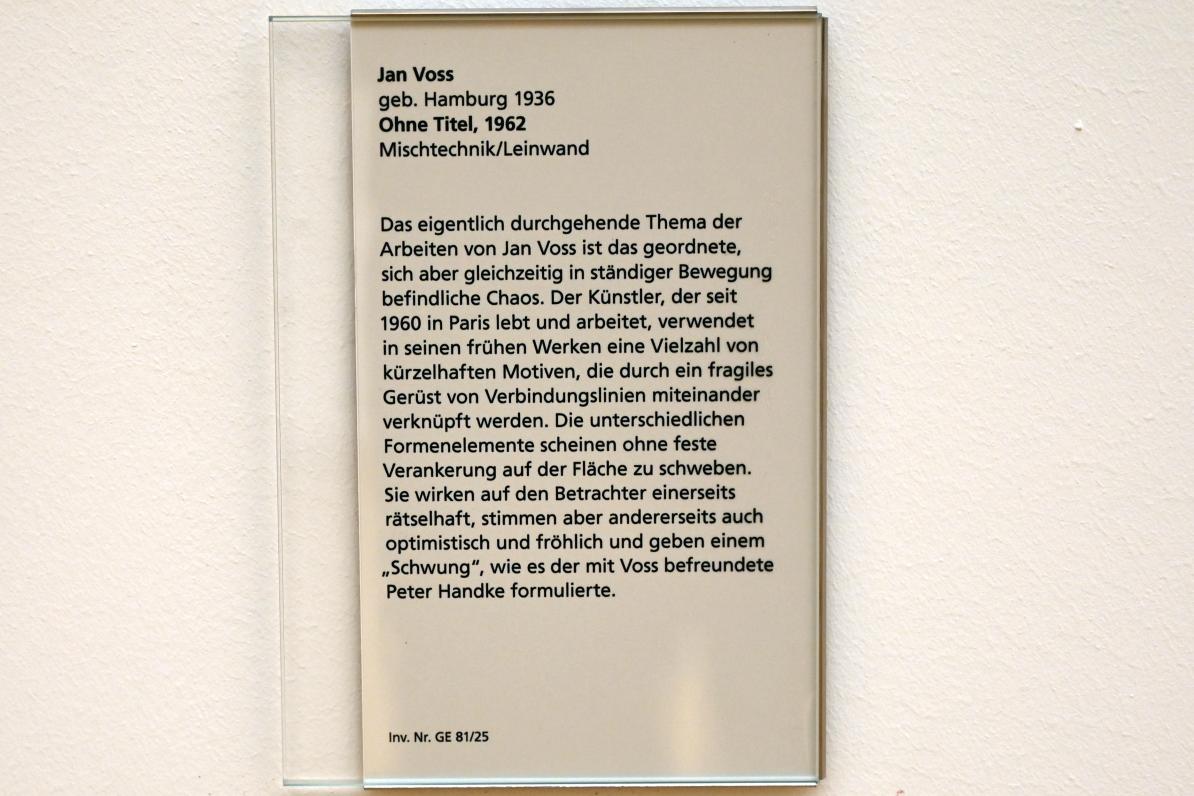 Jan Voss
geb. Hamburg 1936
Ohne Titel, 1962
Mischtechnik/Leinwand
Das eigentlich durchgehende Thema der
Arbeiten von Jan Voss ist das geordnete,
sich aber gleichzeitig in ständiger Bewegung
befindliche Chaos. Der Künstler, der seit
1960 in Paris lebt und arbeitet, verwendet
in seinen frühen Werken eine Vielzahl von
kürzelhaften Motiven, die durch ein fragiles
Gerüst von Verbindungslinien miteinander
verknüpft werden. Die unterschiedlichen
Formenelemente scheinen ohne feste
Verankerung auf der Fläche zu schweben.
Sie wirken auf den Betrachter einerseits
rätselhaft, stimmen aber andererseits auch
optimistisch und fröhlich und geben einem
„Schwung“, wie es der mit Voss befreundete
Peter Handke formulierte.
Inv. Nr. GE 81/25